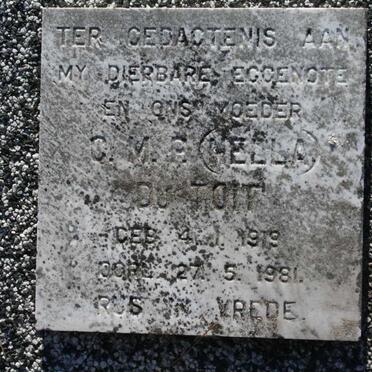 TER GEDAGTENIS AAN
MY DIERBARE EGGENOTE
EN ONS MOEDER
C. M. P. (HELLA)
DU TOIT
GEB. 4. 1. 1919
OORL. 27. 5. 1981.
RUS IN VREDE.